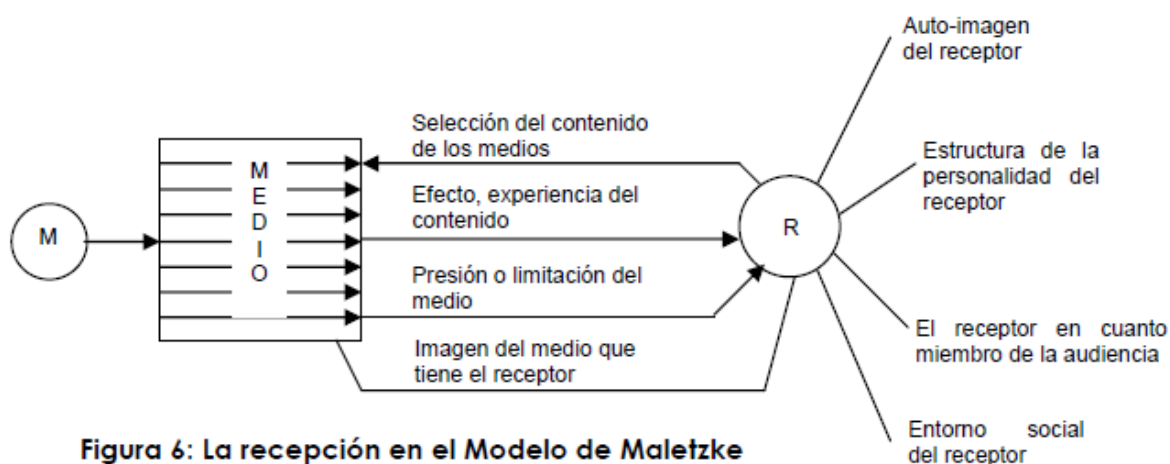 Auto-imagen
del receptor
Selección del contenido
de los medios
Estructura de la
personalidad del
receptor
M
E
D
I
O
Efecto, experiencia del
contenido
M
R
Presión o limitación del
medio
El receptor en cuanto
miembro de la audiencia
Imagen del medio que
tiene el receptor
Entorno social
del receptor
Figura 6: La recepción en el Modelo de Maletzke